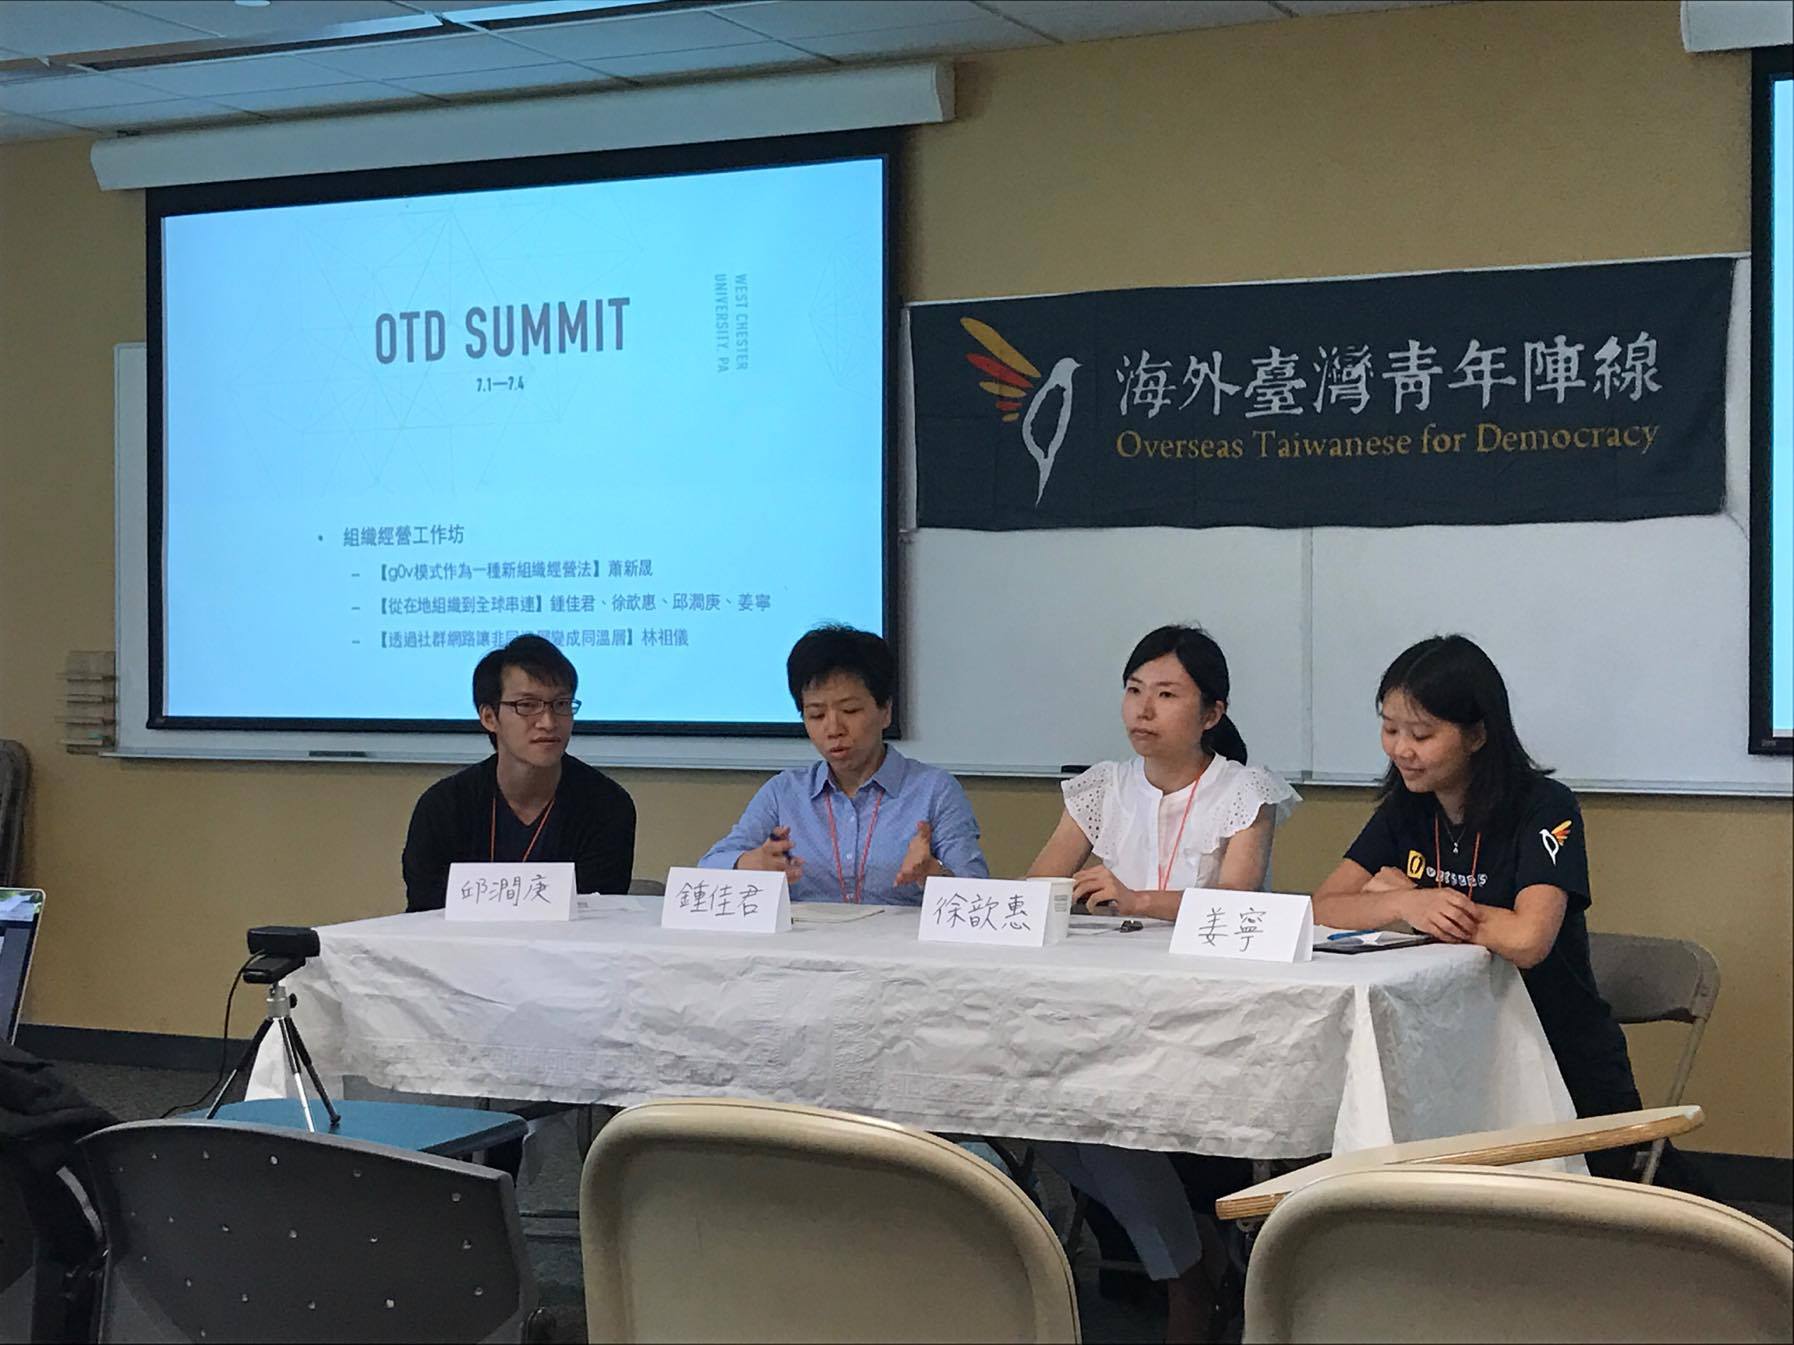 OTD SUMMIT
7.1—7.4
WEST CHESTER
UNIVERSITY, PA
• 組織經營工作坊
– 【g0v模式作為一種新組織經營法】蕭新晟
– 【從在地組織到全球串連】鍾佳君、徐歆惠、邱澗庚、姜寧
– 【透過社群網路讓非同溫層變成同溫層】林祖儀
海外臺灣青年陣線
Overseas Taiwanese for Democracy
邱澗庚
鍾佳君
徐歆惠
姜寧